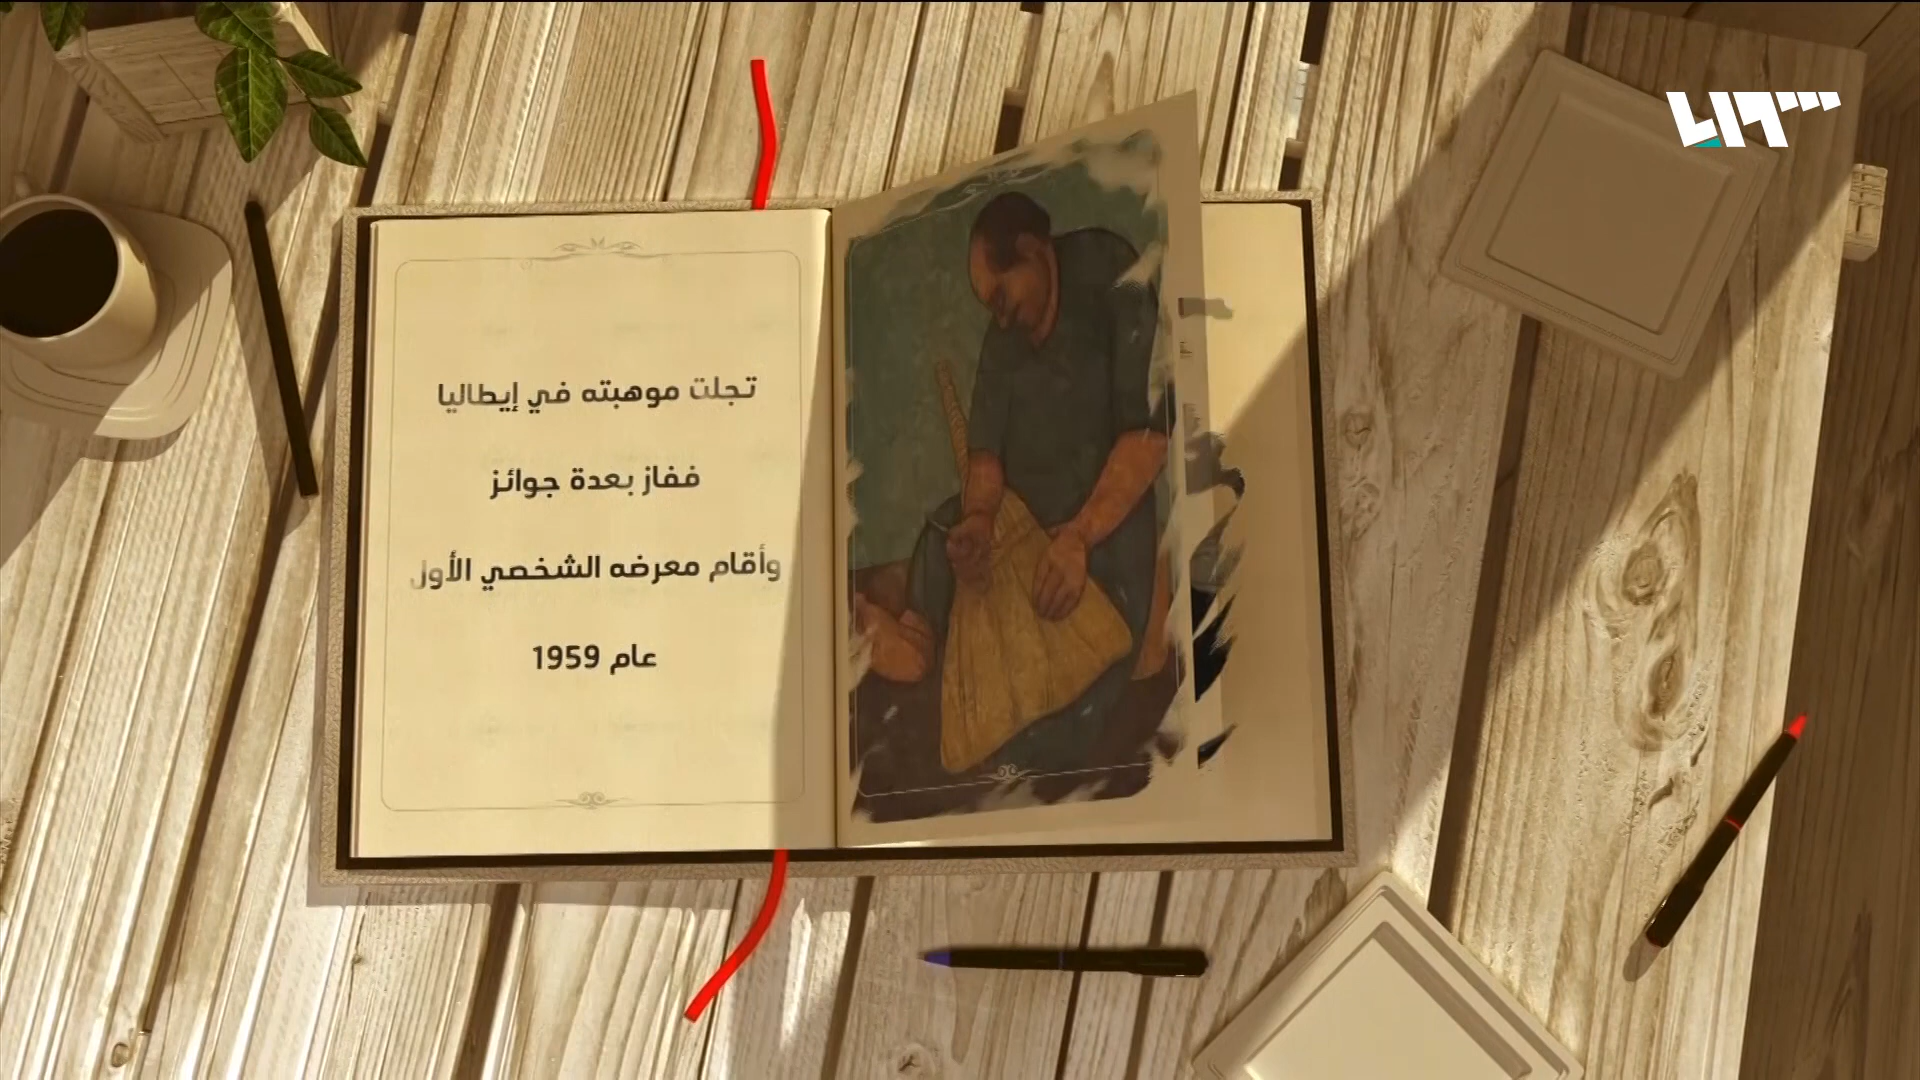 تجلت موهبته في إيطاليا
ففاز بعدة جوائز
وأقام معرضه الشخصي الأول
عام 1959